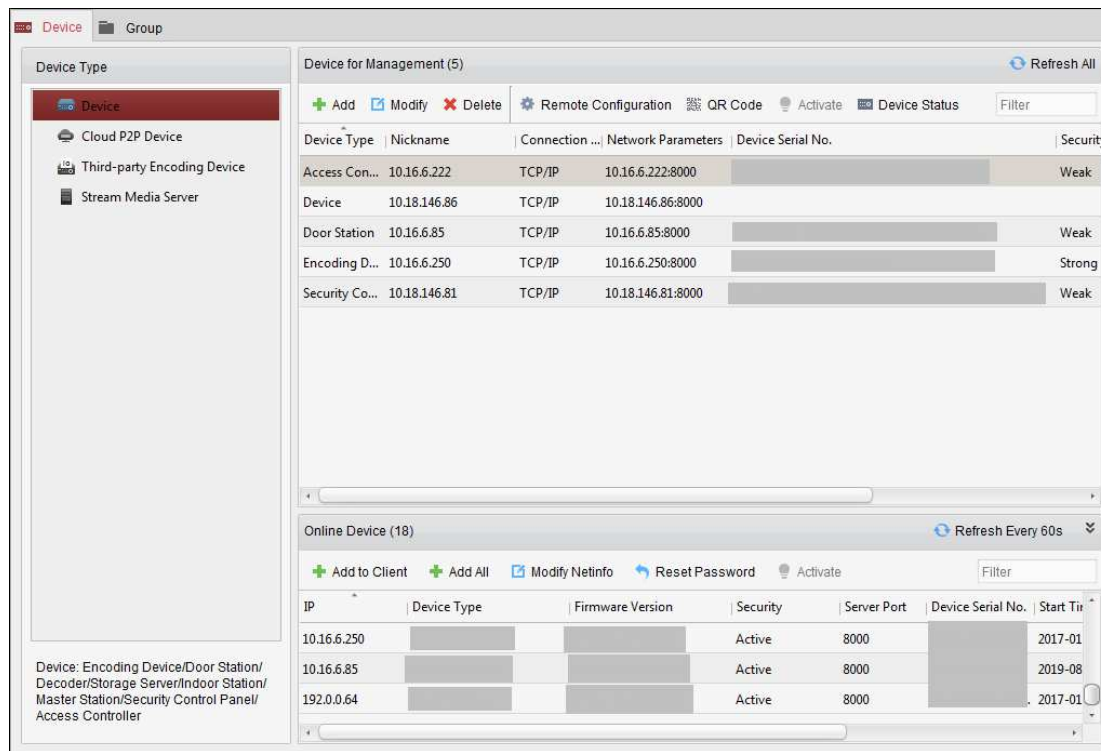 Device Group
Device Type
Device
Cloud P2P Device
Third-party Encoding Device
Stream Media Server
Device: Encoding Device/Door Station/
Decoder/Storage Server/Indoor Station/
Master Station/Security Control Panel/
Access Controller
Device for Management (5) Refresh All
Add Modify Delete Remote Configuration QR Code Activate Device Status Filter
Device Type Nickname Connection ... Network Parameters Device Serial No. Securit
Access Con... 10.16.6.222 TCP/IP 10.16.6.222:8000 Weak
Device 10.18.146.86 TCP/IP 10.18.146.86:8000
Door Station 10.16.6.85 TCP/IP 10.16.6.85:8000 Weak
Encoding D... 10.16.6.250 TCP/IP 10.16.6.250:8000 Strong
Security Co... 10.18.146.81 TCP/IP 10.18.146.81:8000 Weak
Online Device (18) Refresh Every 60s
Add to Client Add All Modify Netinfo Reset Password Activate Filter
IP Device Type Firmware Version Security Server Port Device Serial No. Start Tir
10.16.6.250 Active 8000 2017-01
10.16.6.85 Active 8000 2019-08
192.0.0.64 Active 8000 . 2017-01